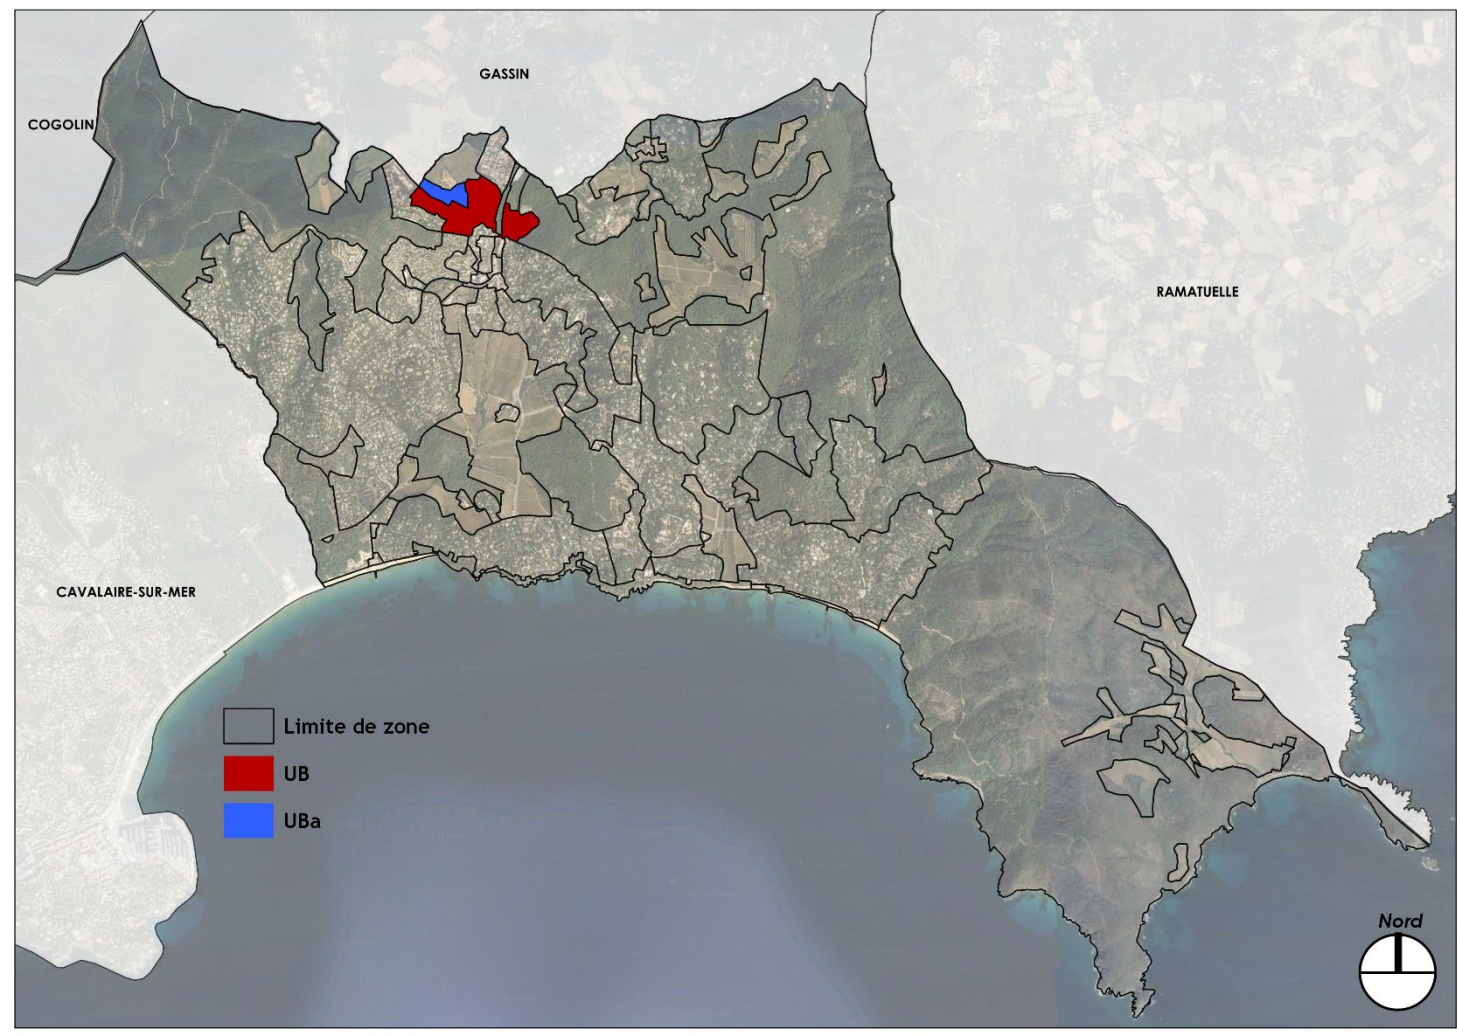 GASSIN
COGOLIN
RAMATUELLE
CAVALAIRE-SUR-MER
Limite de zone
UB
UBa
Nord